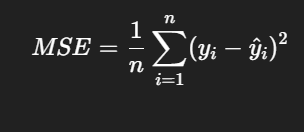 MSE = \frac{1}{n} \sum_{i=1}^{n} (y_i - \hat{y}_i)^2